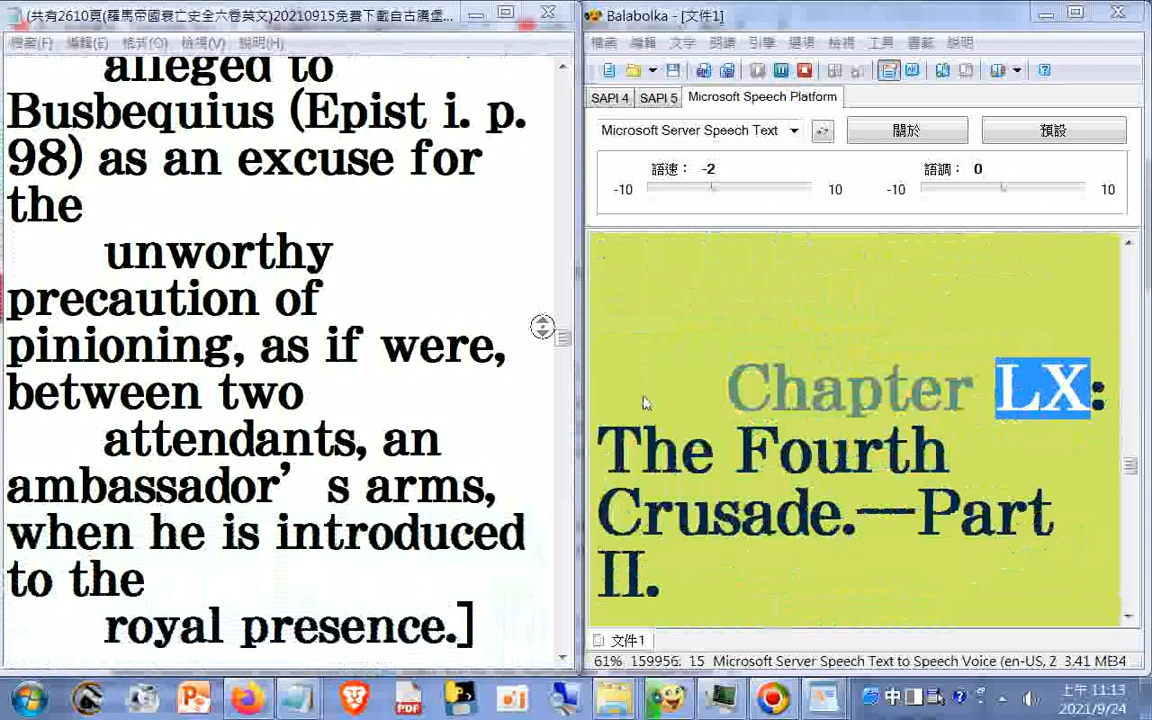 (共有2610頁(羅馬帝國衰亡史全六卷英文)20210915免費下載自古騰堡...
檔案(F) 編輯(E) 格式(O) 檢視(V) 說明(H)
alleged to
Busbequius (Epist i. p.
98) as an excuse for
the
unworthy
precaution of
pinioning, as if were,
between two
attendants, an
ambassador’s arms,
when he is introduced
to the
royal presence.]
Balabolka - [文件1]
檔案 編輯 文字 朗讀 引擎 選項 檢視 工具 書籤 說明
SAPI 4 SAPI 5 Microsoft Speech Platform
Microsoft Server Speech Text 關於 預設
語速： -2 語調： 0
-10 10 -10 10
Chapter LX:
The Fourth
Crusade.—Part
II.
文件1
61% 159956. 15 Microsoft Server Speech Text to Speech Voice (en-US, 2 3.41 MB4
中 上午 11:13
2021/9/24